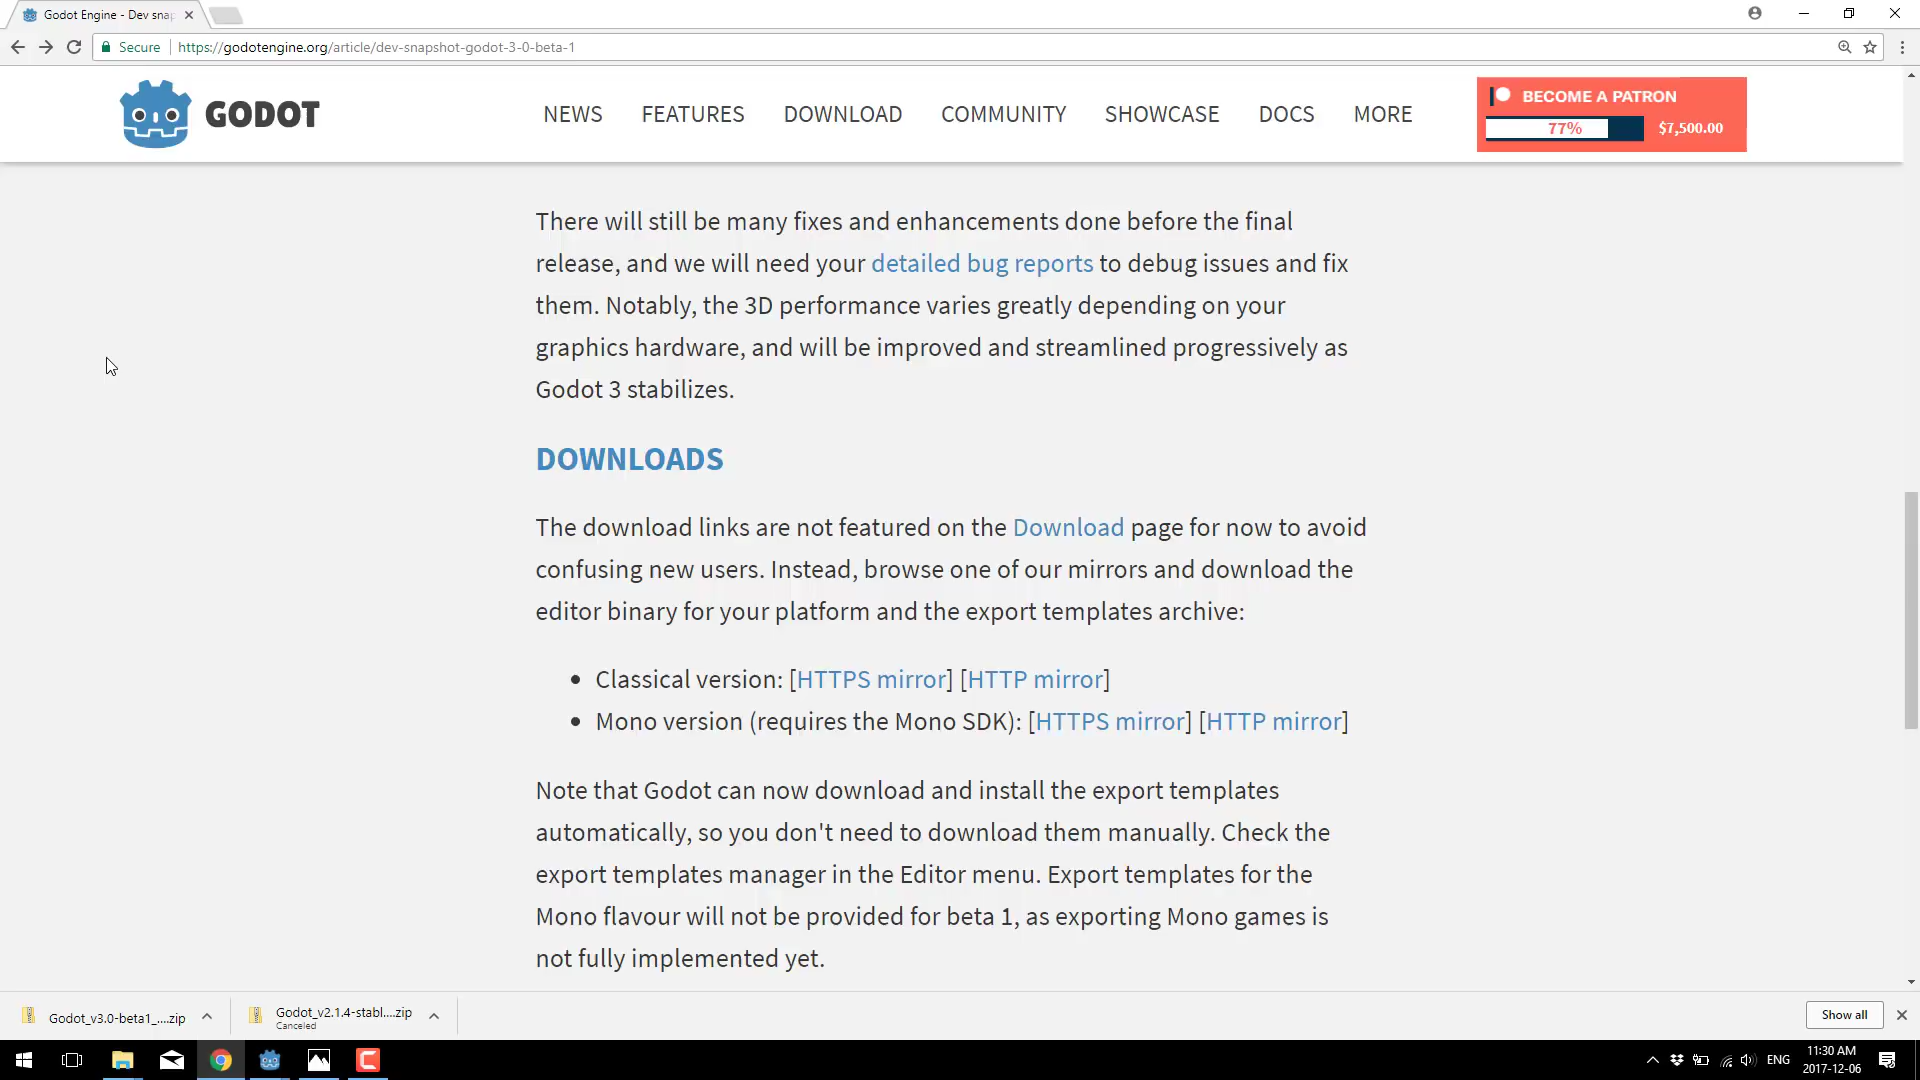 Godot Engine - Dev snap
Secure https://godotengine.org/article/dev-snapshot-godot-3-0-beta-1
GODOT NEWS FEATURES DOWNLOAD COMMUNITY SHOWCASE DOCS MORE
BECOME A PATRON
77% $7,500.00
There will still be many fixes and enhancements done before the final
release, and we will need your detailed bug reports to debug issues and fix
them. Notably, the 3D performance varies greatly depending on your
graphics hardware, and will be improved and streamlined progressively as
Godot 3 stabilizes.
DOWNLOADS
The download links are not featured on the Download page for now to avoid
confusing new users. Instead, browse one of our mirrors and download the
editor binary for your platform and the export templates archive:
• Classical version: [HTTPS mirror] [HTTP mirror]
• Mono version (requires the Mono SDK): [HTTPS mirror] [HTTP mirror]
Note that Godot can now download and install the export templates
automatically, so you don't need to download them manually. Check the
export templates manager in the Editor menu. Export templates for the
Mono flavour will not be provided for beta 1, as exporting Mono games is
not fully implemented yet.
Godot_v3.0-beta1_....zip
Godot_v2.1.4-stabl....zip
Canceled
Show all
ENG
11:30 AM
2017-12-06